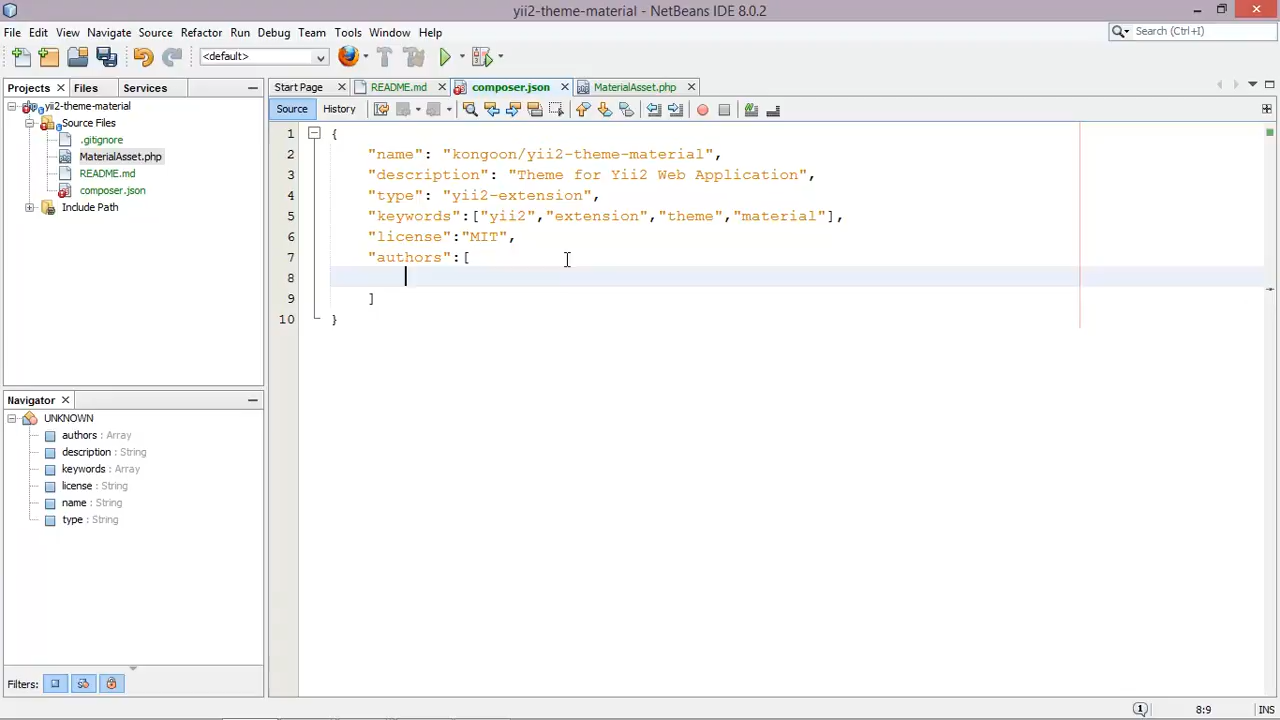 yii2-theme-material - NetBeans IDE 8.0.2
File Edit View Navigate Source Refactor Run Debug Team Tools Window Help
Search (Ctrl+I)
<default>
Projects Files Services
Start Page README.md composer.json MaterialAsset.php
yii2-theme-material
Source Files
.gitignore
MaterialAsset.php
README.md
composer.json
Include Path
Source History
1 {
2 "name": "kongoon/yii2-theme-material",
3 "description": "Theme for Yii2 Web Application",
4 "type": "yii2-extension",
5 "keywords":["yii2","extension","theme","material"],
6 "license":"MIT",
7 "authors":[
8
9 ]
10 }
Navigator
UNKNOWN
authors : Array
description : String
keywords : Array
license : String
name : String
type : String
Filters:
1 8:9 INS